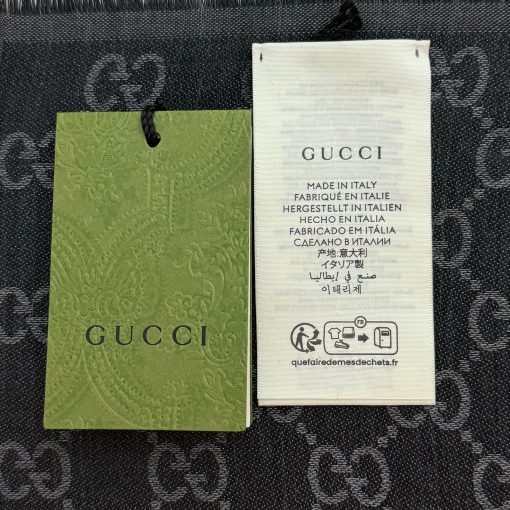 GUCCI
GUCCI
MADE IN ITALY
FABRIQUÉ EN ITALIE
HERGESTELLT IN ITALIEN
HECHO EN ITALIA
FABRICADO EM ITÁLIA
СДЕЛАНО В ИТАЛИИ
产地:意大利
イタリア製
صنع في إيطاليا
이태리제
FR
quefairedemesdechets.fr